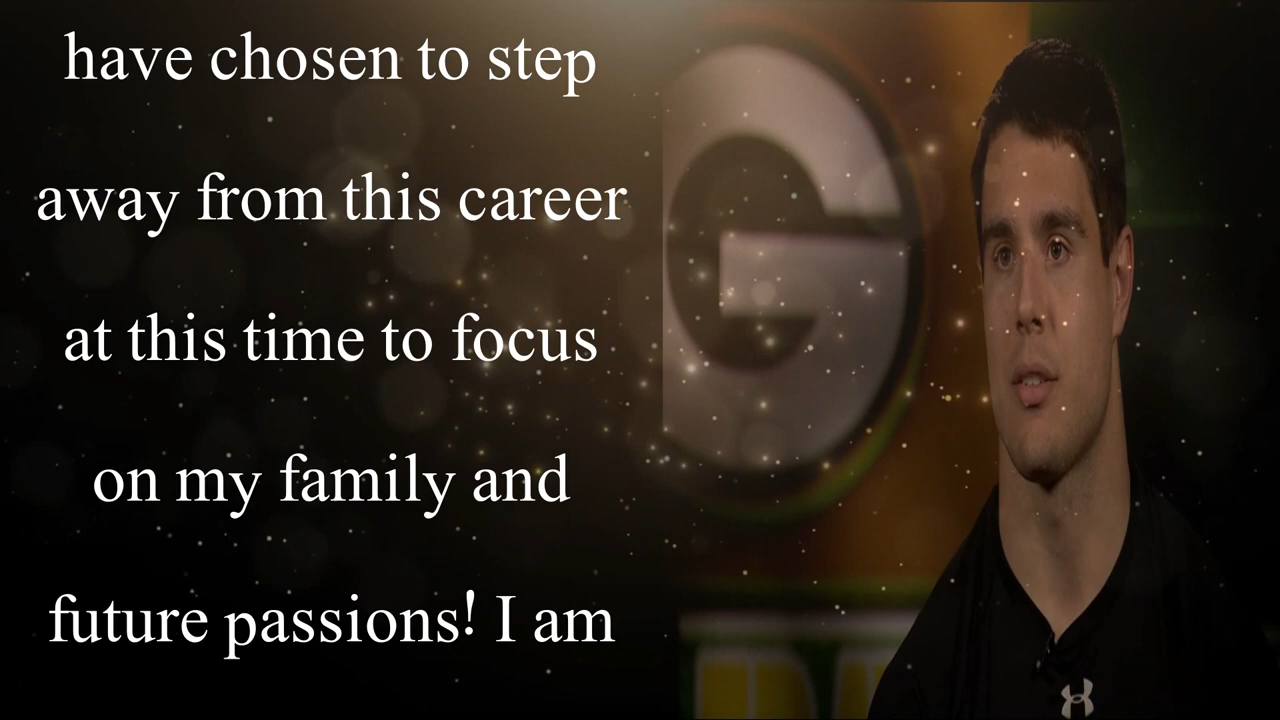 have chosen to step
away from this career
at this time to focus
on my family and
future passions! I am
G